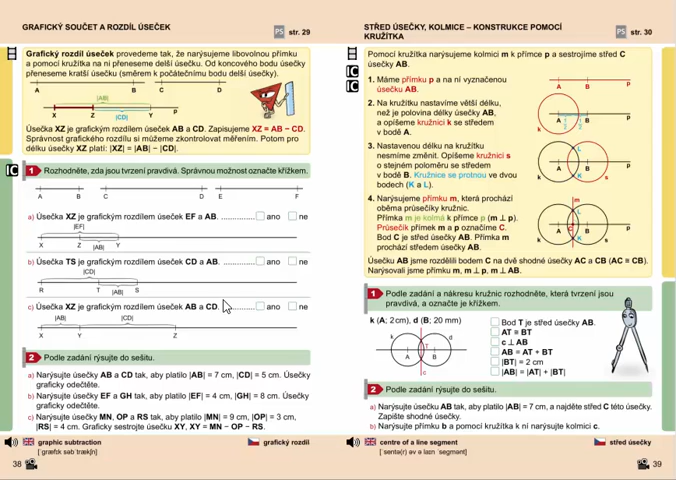 GRAFICKÝ SOUČET A ROZDÍL ÚSEČEK
PS str. 29
Grafický rozdíl úseček provedeme tak, že narýsujeme libovolnou přímku
a pomocí kružítka na ni přeneseme delší úsečku. Od koncového bodu úsečky
přeneseme kratší úsečku (směrem k počátečnímu bodu delší úsečky).
A B C D
|AB|
X Z Y p
|CD|
Úsečka XZ je grafickým rozdílem úseček AB a CD. Zapisujeme XZ = AB − CD.
Správnost grafického rozdílu si můžeme zkontrolovat měřením. Potom pro
délku úsečky XZ platí: |XZ| = |AB| − |CD|.
1 Rozhodněte, zda jsou tvrzení pravdivá. Správnou možnost označte křížkem.
A B C D E F
a) Úsečka XZ je grafickým rozdílem úseček EF a AB. ............... ano ne
|EF|
X Z Y
|AB|
b) Úsečka TS je grafickým rozdílem úseček CD a AB. ............... ano ne
|CD|
R T S
|AB|
c) Úsečka XZ je grafickým rozdílem úseček AB a CD. ............... ano ne
|AB| |CD|
X Y Z
2 Podle zadání rýsujte do sešitu.
a) Narýsujte úsečky AB a CD tak, aby platilo |AB| = 7 cm, |CD| = 5 cm. Úsečky
graficky odečtěte.
b) Narýsujte úsečky EF a GH tak, aby platilo |EF| = 4 cm, |GH| = 8 cm. Úsečky
graficky odečtěte.
c) Narýsujte úsečky MN, OP a RS tak, aby platilo |MN| = 9 cm, |OP| = 3 cm,
|RS| = 4 cm. Graficky sestrojte úsečku XY, XY = MN − OP − RS.
graphic subtraction
grafický rozdíl
[ˈgræfɪk səbˈtrækʃn]
38
STŘED ÚSEČKY, KOLMICE – KONSTRUKCE POMOCÍ
KRUŽÍTKA
PS str. 30
Pomocí kružítka narýsujeme kolmici m k přímce p a sestrojíme střed C
úsečky AB.
1. Máme přímku p a na ní vyznačenou
úsečku AB.
A B p
2. Na kružítku nastavíme větší délku,
než je polovina délky úsečky AB,
a opíšeme kružnici k se středem
v bodě A.
A B p
k
3. Nastavenou délku na kružítku
nesmíme změnit. Opíšeme kružnici s
o stejném poloměru se středem
v bodě B. Kružnice se protnou ve dvou
bodech (K a L).
L
A B p
k K s
4. Narýsujeme přímku m, která prochází
oběma průsečíky kružnic.
Přímka m je kolmá k přímce p (m ⊥ p).
Průsečík přímek m a p označíme C.
Bod C je střed úsečky AB. Přímka m
prochází středem úsečky AB.
m
L
A C B p
k K s
Úsečku AB jsme rozdělili bodem C na dvě shodné úsečky AC a CB (AC ≅ CB).
Narýsovali jsme přímku m, m ⊥ p, m ⊥ AB.
1 Podle zadání a nákresu kružnic rozhodněte, která tvrzení jsou
pravdivá, a označte je křížkem.
k (A; 2 cm), d (B; 20 mm)
k d
T
A B
c
Bod T je střed úsečky AB.
AT ≅ BT
c ⊥ AB
AB = AT + BT
|BT| = 2 cm
|AB| = |AT| + |BT|
2 Podle zadání rýsujte do sešitu.
a) Narýsujte úsečku AB tak, aby platilo |AB| = 7 cm, a najděte střed C této úsečky.
Zapište shodné úsečky.
b) Narýsujte přímku b a pomocí kružítka k ní narýsujte kolmici c.
centre of a line segment
střed úsečky
[ˈsentə(r) əv ə laɪn ˈsegmənt]
39